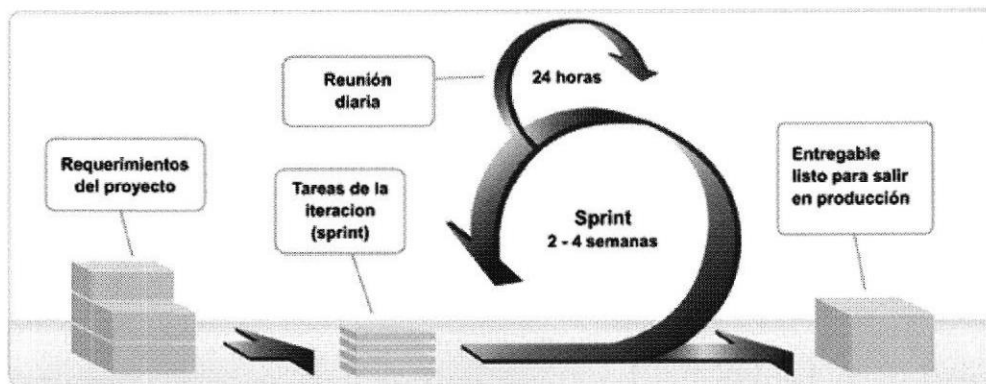 Requerimientos
del proyecto
Tareas de la
iteracion
(sprint)
Reunión
diaria
24 horas
Sprint
2 - 4 semanas
Entregable
listo para salir
en producción